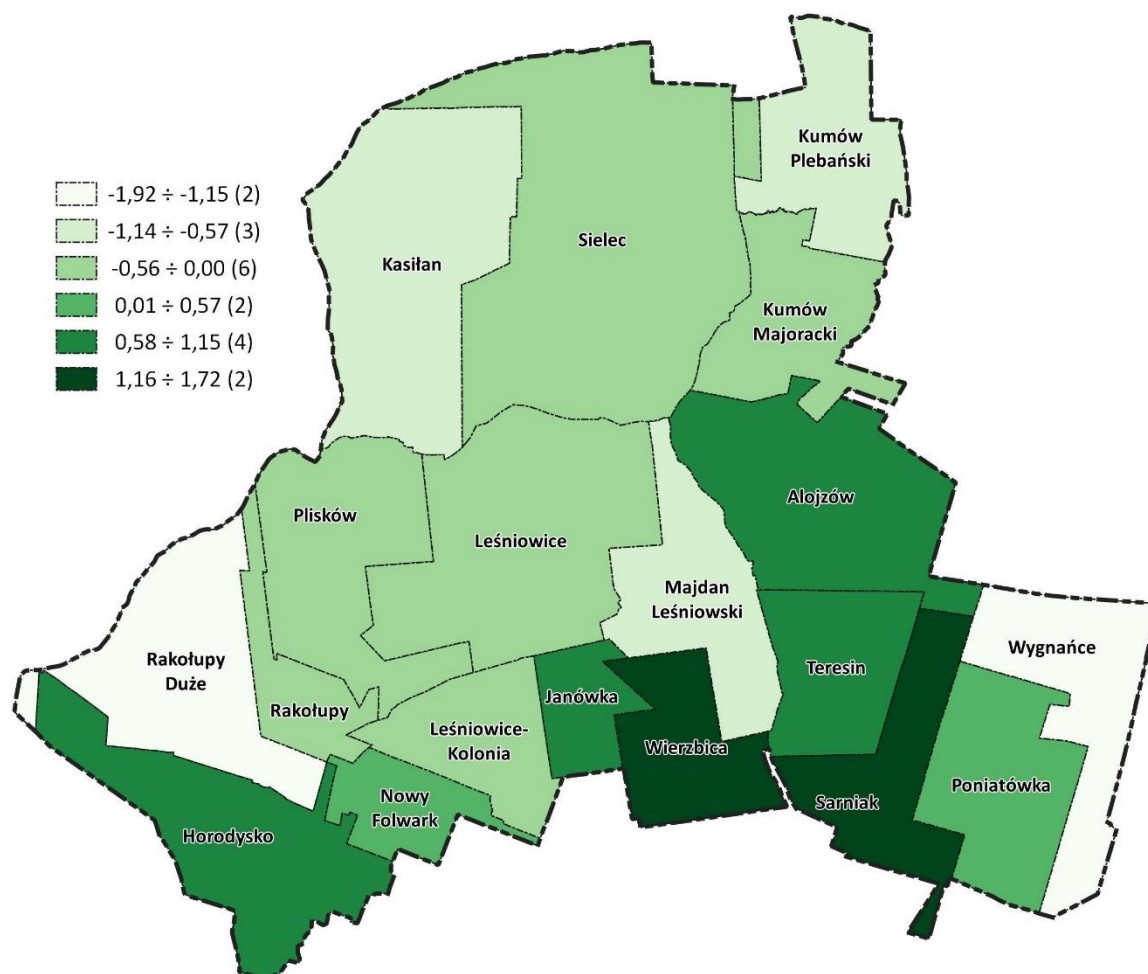 -1,92 ÷ -1,15 (2)
-1,14 ÷ -0,57 (3)
-0,56 ÷ 0,00 (6)
0,01 ÷ 0,57 (2)
0,58 ÷ 1,15 (4)
1,16 ÷ 1,72 (2)
Kumów
Plebański
Sielec
Kasiłan
Kumów
Majoracki
Alojzów
Plisków
Leśniowice
Majdan
Leśniowski
Wygnańce
Rakołupy
Duże
Teresin
Janówka
Rakołupy
Leśniowice-
Kolonia
Wierzbica
Poniatówka
Sarniak
Nowy
Folwark
Horodysko